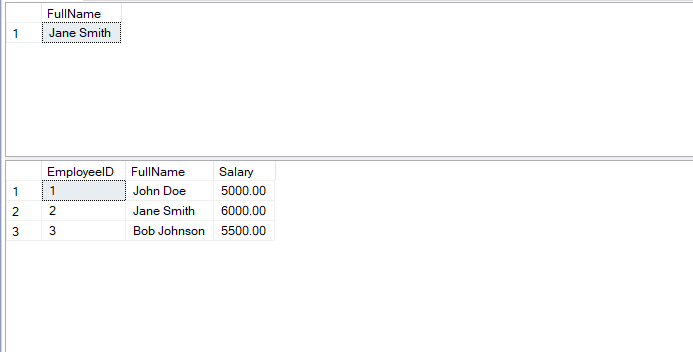 FullName
1 Jane Smith
EmployeeID FullName Salary
1 1 John Doe 5000.00
2 2 Jane Smith 6000.00
3 3 Bob Johnson 5500.00